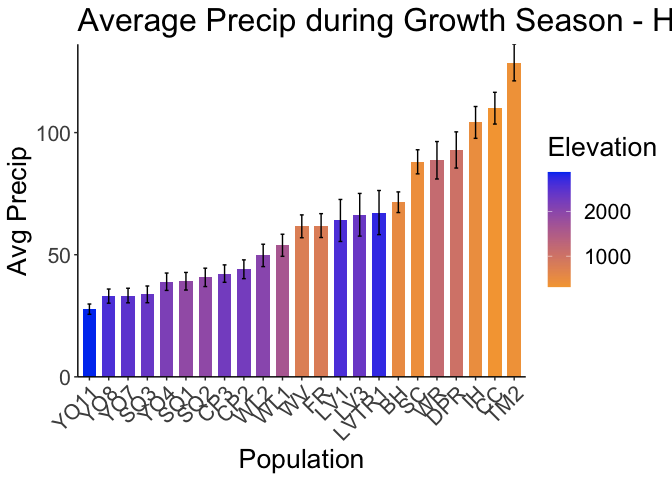 Average Precip during Growth Season - H
Avg Precip
100
50
0
YO11
YO8
YO7
SQ3
YO4
SQ1
SQ2
CP3
CP2
WL2
WL1
WV
FR
LV1
LV3
LVTR1
BH
SC
WR
DPR
IH
CC
TM2
Population
Elevation
2000
1000